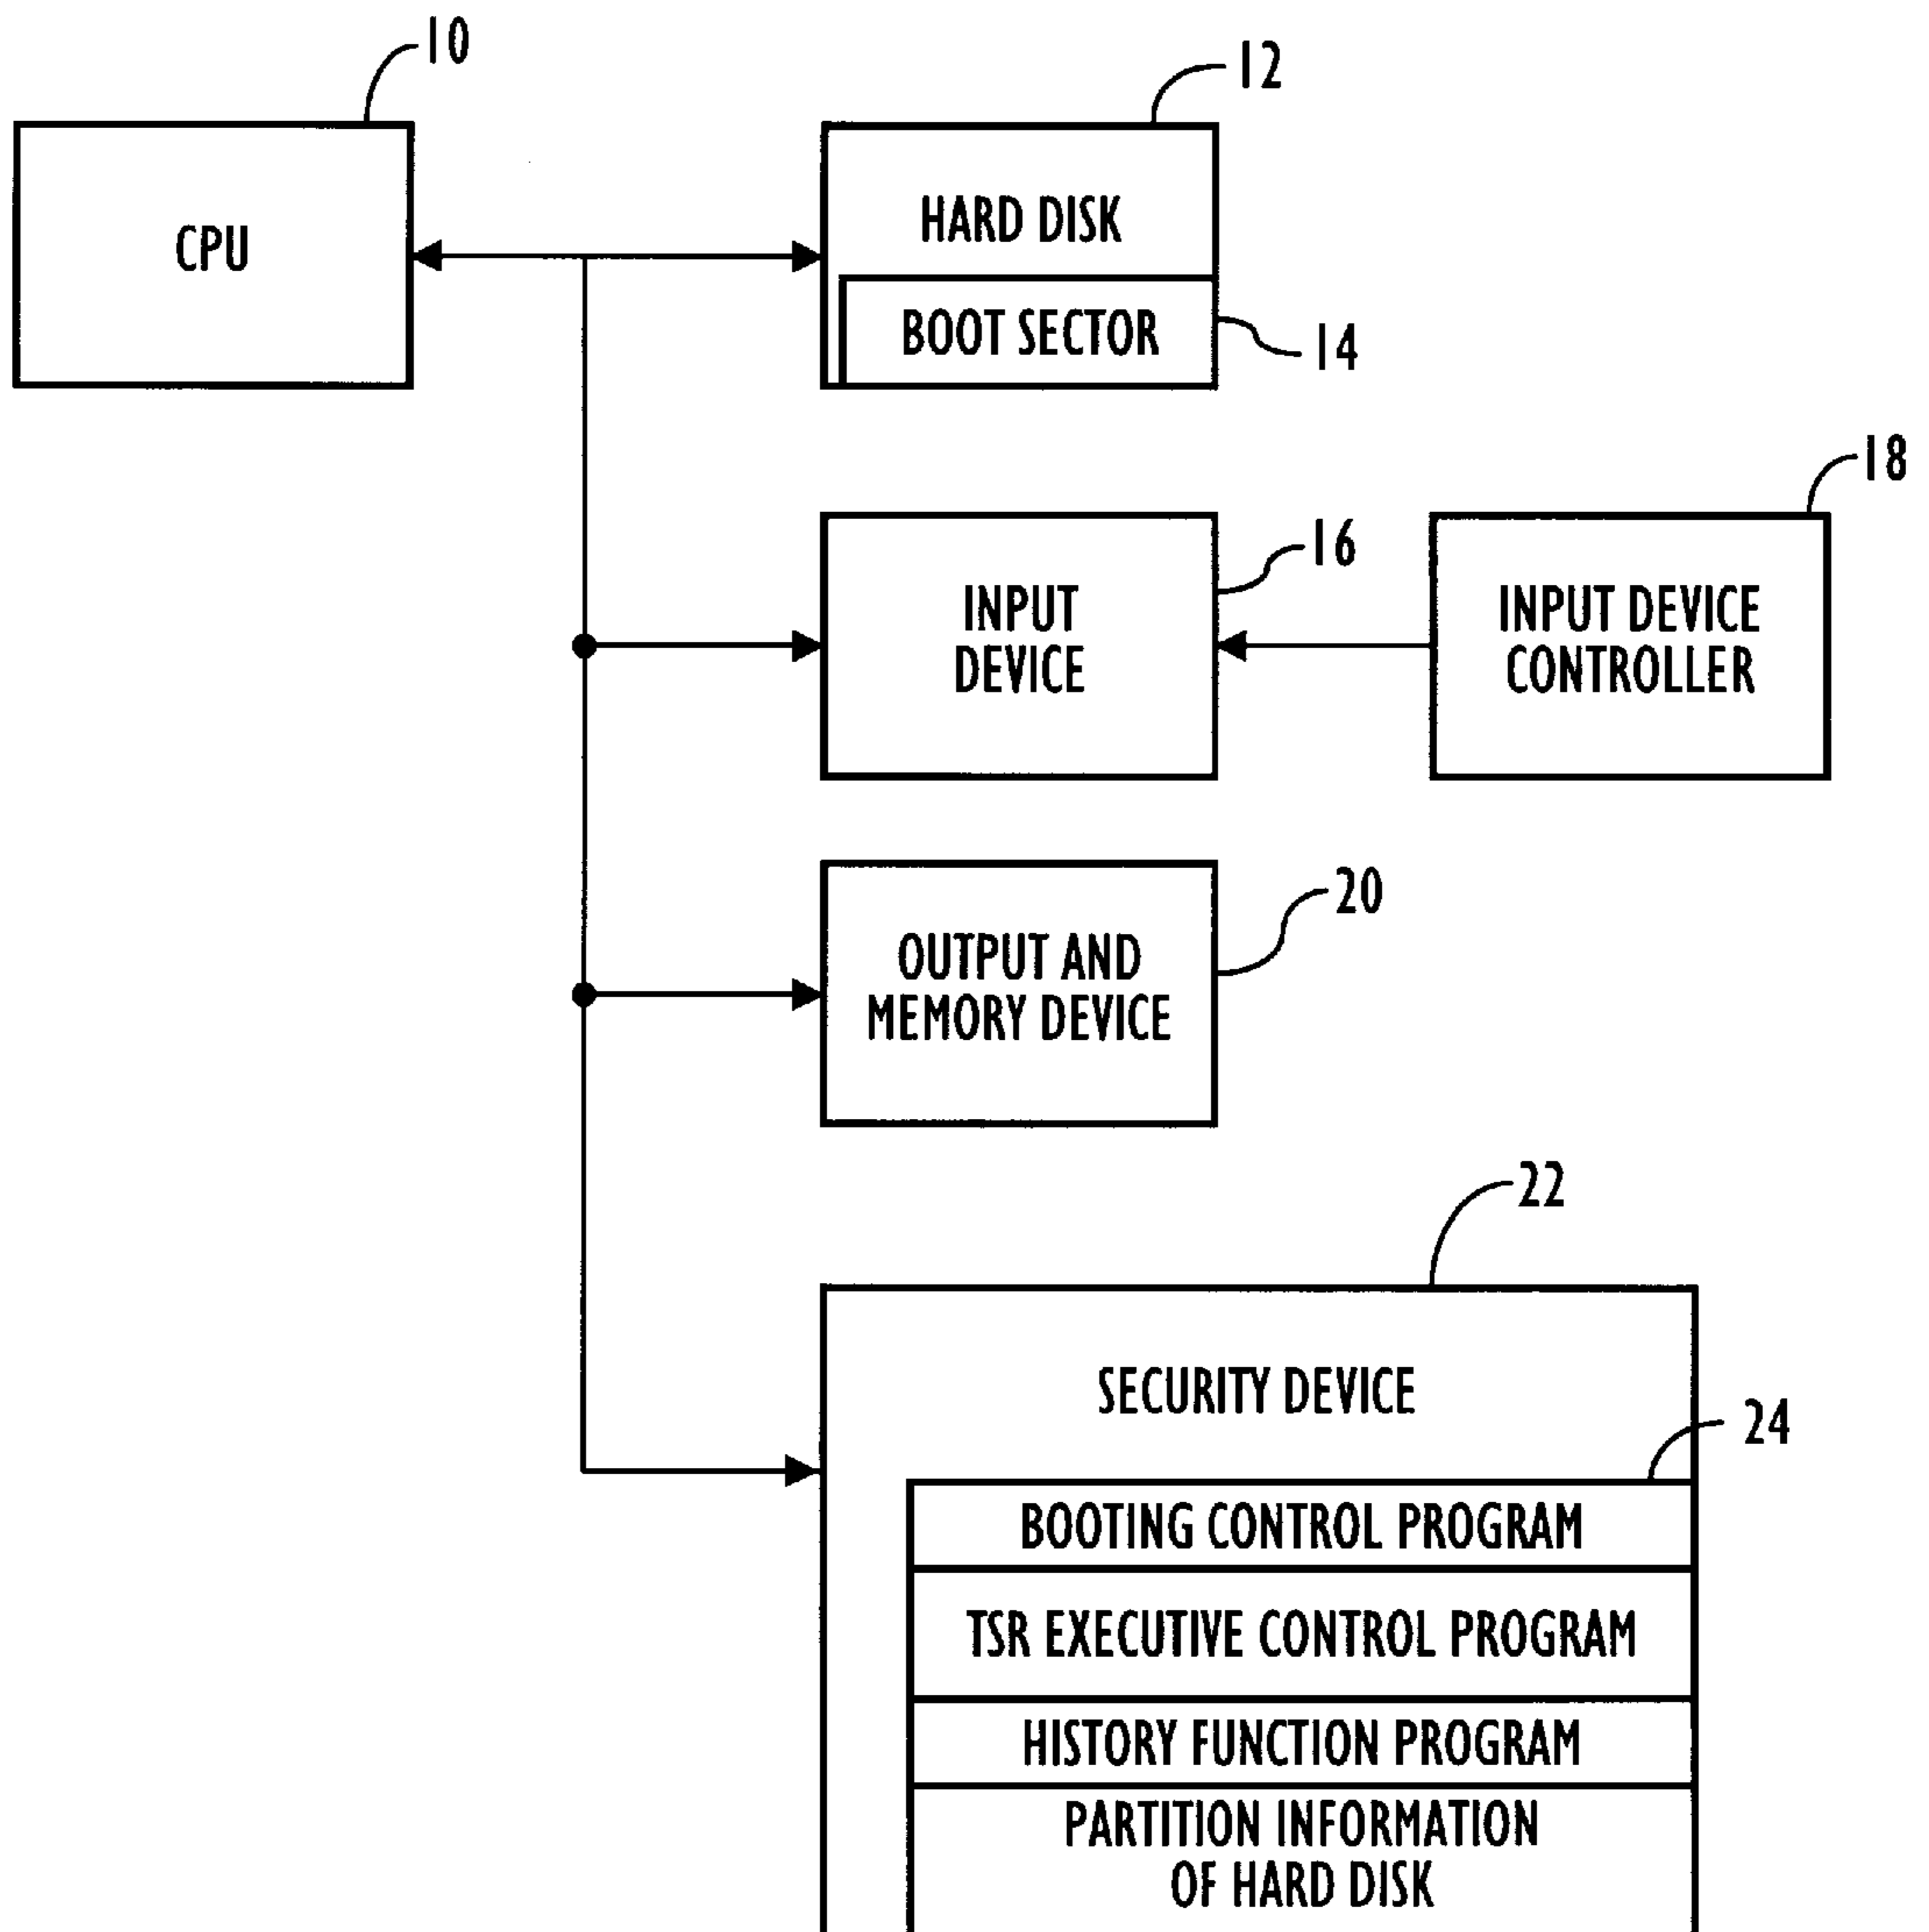 10
12
CPU
HARD DISK
BOOT SECTOR
14
18
16
INPUT
DEVICE
INPUT DEVICE
CONTROLLER
20
OUTPUT AND
MEMORY DEVICE
22
SECURITY DEVICE
24
BOOTING CONTROL PROGRAM
TSR EXECUTIVE CONTROL PROGRAM
HISTORY FUNCTION PROGRAM
PARTITION INFORMATION
OF HARD DISK